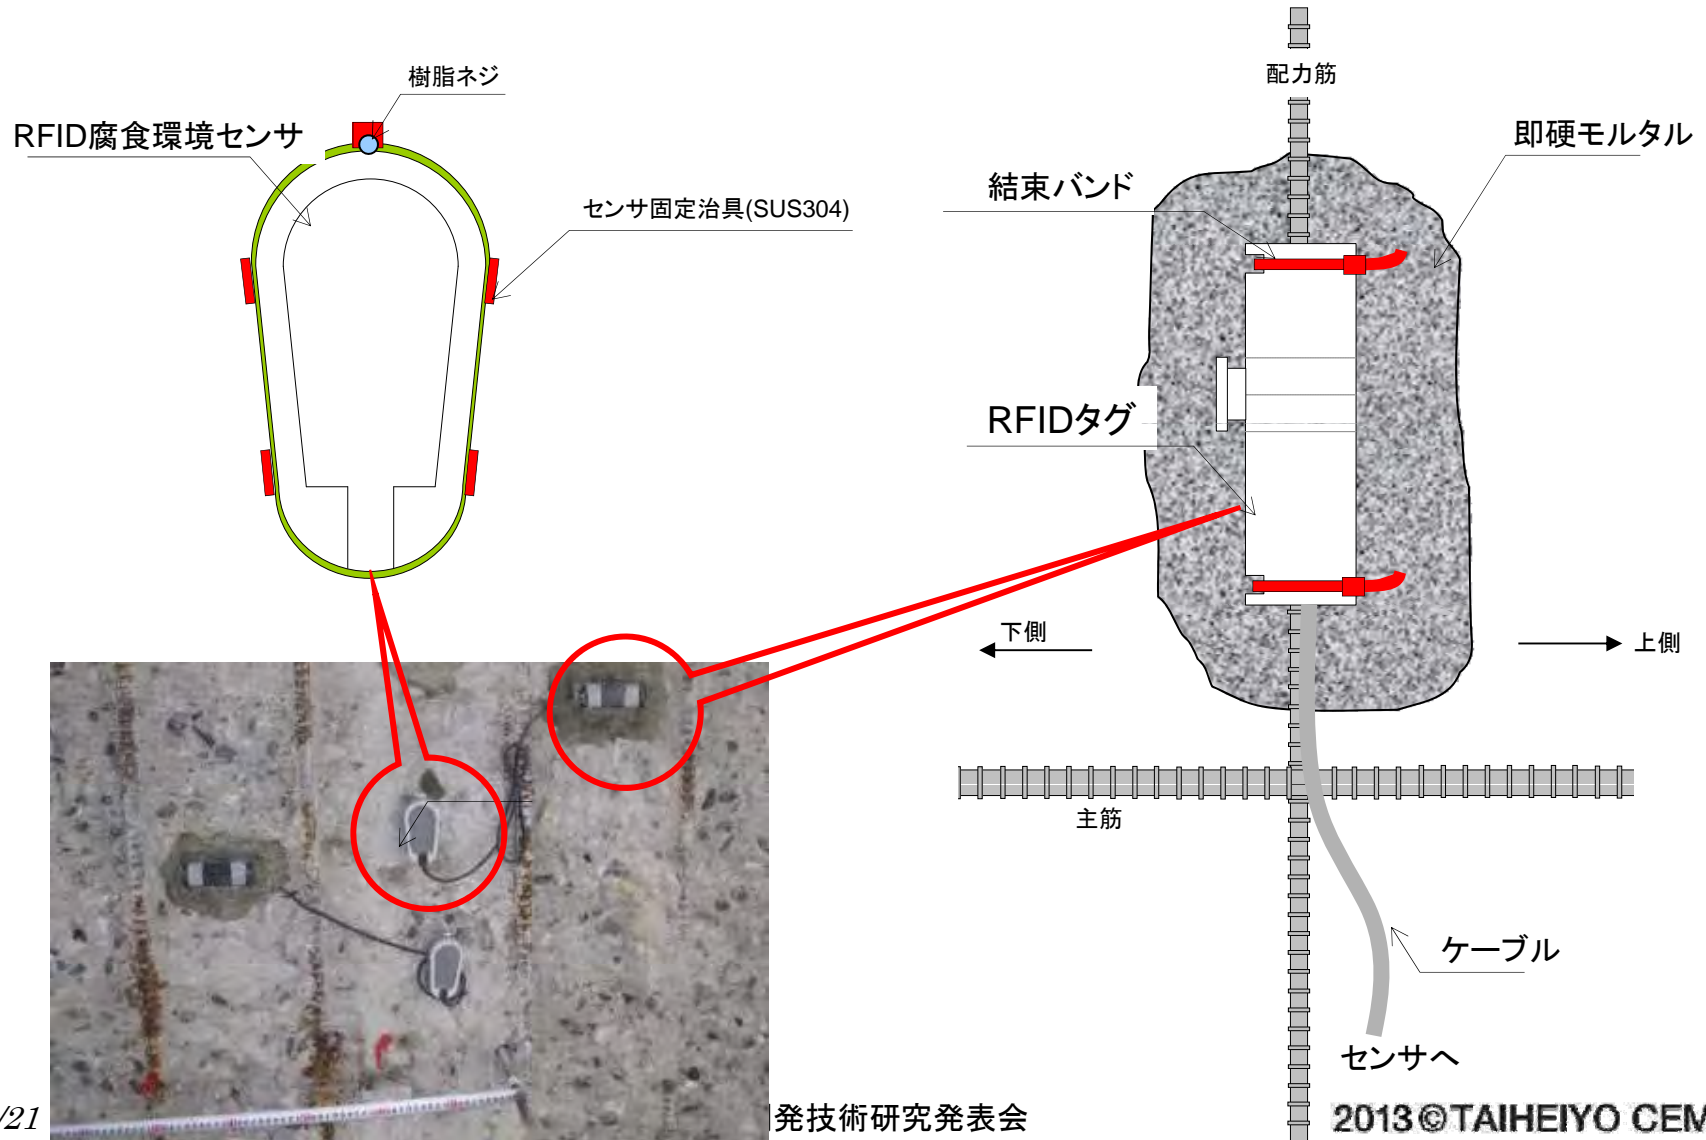 樹脂ネジ
RFID腐食環境センサ
センサ固定治具(SUS304)
配力筋
即硬モルタル
結束バンド
RFIDタグ
下側
上側
主筋
ケーブル
センサへ
/21
発技術研究発表会
2013©TAIHEIYO CEM